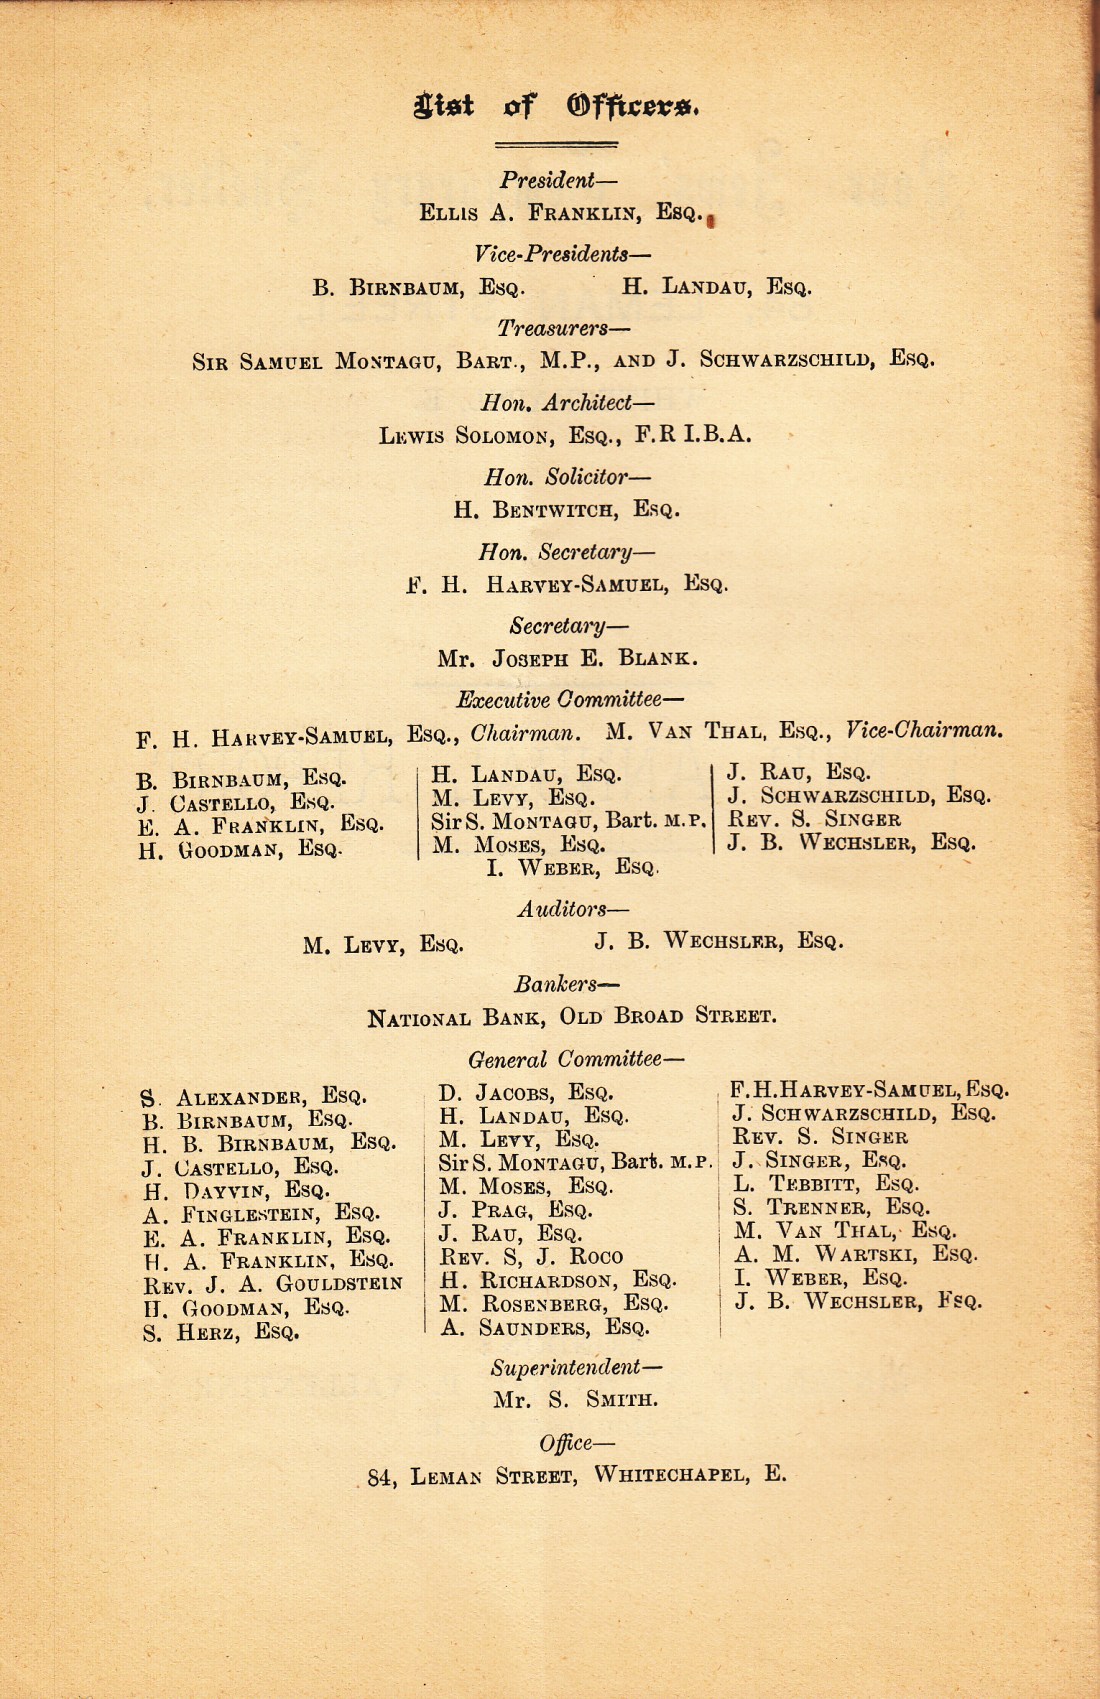 List of Officers.
President—
Ellis A. Franklin, Esq.
Vice-Presidents—
B. Birnbaum, Esq. H. Landau, Esq.
Treasurers—
Sir Samuel Montagu, Bart., M.P., and J. Schwarzschild, Esq.
Hon. Architect—
Lewis Solomon, Esq., F.R I.B.A.
Hon. Solicitor—
H. Bentwitch, Esq.
Hon. Secretary—
F. H. Harvey-Samuel, Esq.
Secretary—
Mr. Joseph E. Blank.
Executive Committee—
F. H. Harvey-Samuel, Esq., Chairman. M. Van Thal, Esq., Vice-Chairman.
B. Birnbaum, Esq.
J. Castello, Esq.
E. A. Franklin, Esq.
H. Goodman, Esq.
H. Landau, Esq.
M. Levy, Esq.
Sir S. Montagu, Bart. M.P.
M. Moses, Esq.
J. Rau, Esq.
J. Schwarzschild, Esq.
Rev. S. Singer
J. B. Wechsler, Esq.
I. Weber, Esq.
Auditors—
M. Levy, Esq. J. B. Wechsler, Esq.
Bankers—
National Bank, Old Broad Street.
General Committee—
S. Alexander, Esq.
B. Birnbaum, Esq.
H. B. Birnbaum, Esq.
J. Castello, Esq.
H. Dayvin, Esq.
A. Finglestein, Esq.
E. A. Franklin, Esq.
H. A. Franklin, Esq.
Rev. J. A. Gouldstein
H. Goodman, Esq.
S. Herz, Esq.
D. Jacobs, Esq.
H. Landau, Esq.
M. Levy, Esq.
Sir S. Montagu, Bart. M.P.
M. Moses, Esq.
J. Prag, Esq.
J. Rau, Esq.
Rev. S, J. Roco
H. Richardson, Esq.
M. Rosenberg, Esq.
A. Saunders, Esq.
F.H.Harvey-Samuel, Esq.
J. Schwarzschild, Esq.
Rev. S. Singer
J. Singer, Esq.
L. Tebbitt, Esq.
S. Trenner, Esq.
M. Van Thal, Esq.
A. M. Wartski, Esq.
I. Weber, Esq.
J. B. Wechsler, Esq.
Superintendent—
Mr. S. Smith.
Office—
84, Leman Street, Whitechapel, E.